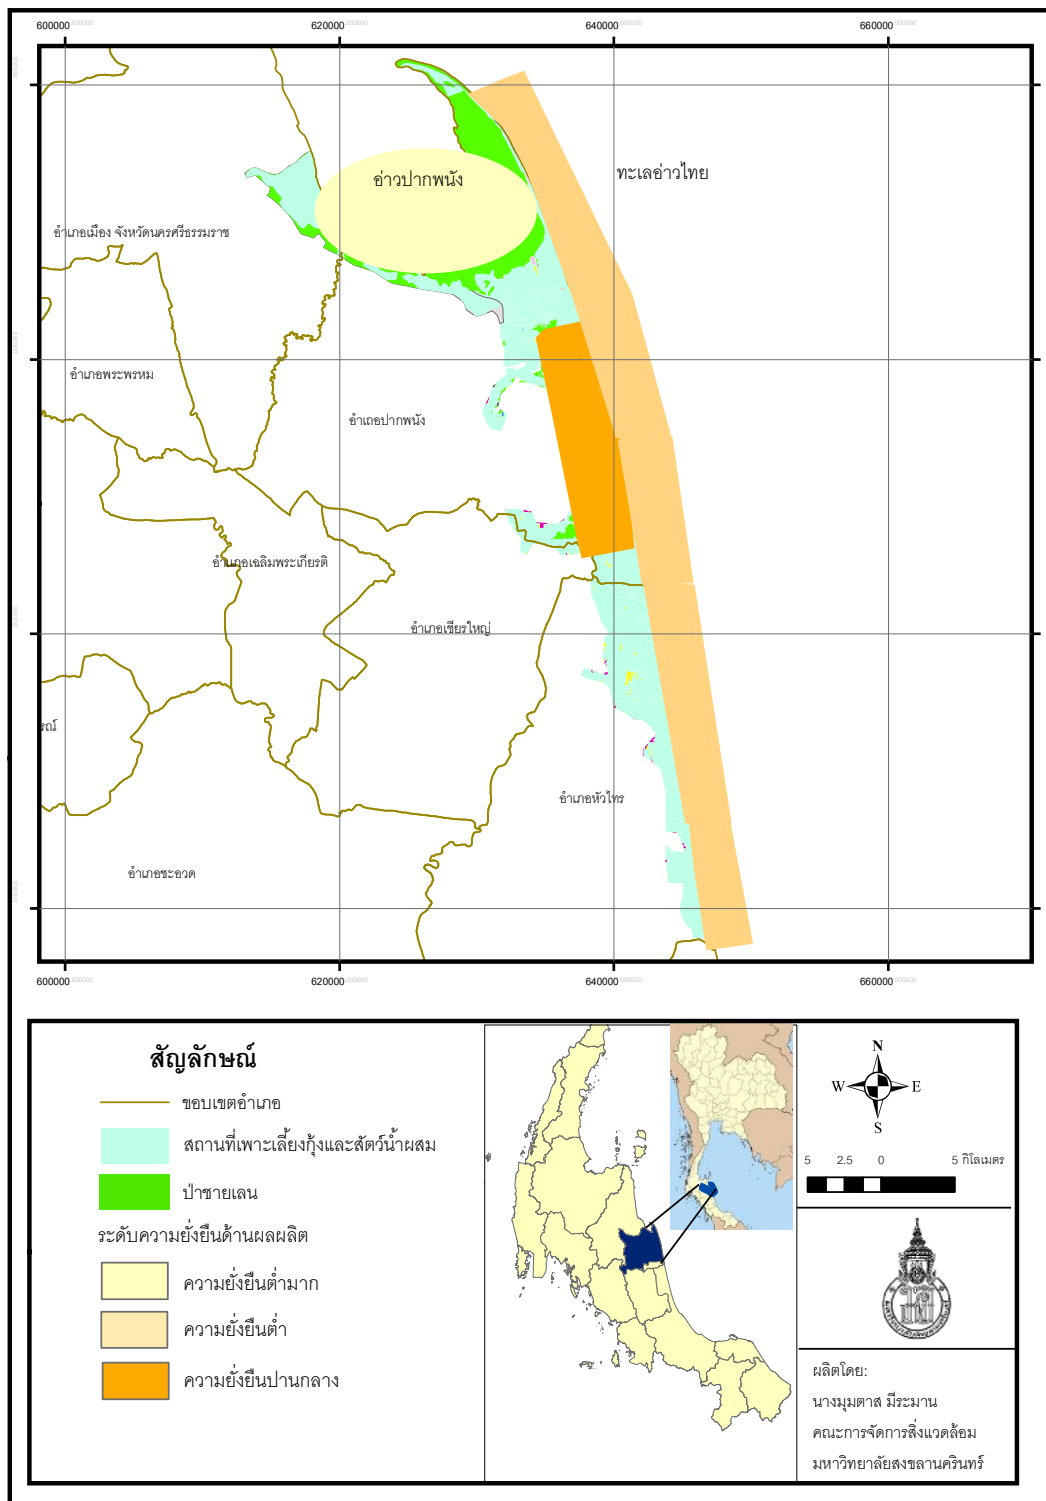 600000.000000 620000.000000 640000.000000 660000.000000
ทะเลอ่าวไทย
อ่าวปากพนัง
อำเภอเมือง จังหวัดนครศรีธรรมราช
อำเภอพระพรหม
อำเถอปากพนัง
อำเภอเฉลิมพระเกียรติ
อำเภอเชียรใหญ่
รณ์
อำเภอหัวไทร
อำเภอชะอวด
600000.000000 620000.000000 640000.000000 660000.000000
สัญลักษณ์
ขอบเขตอำเภอ
สถานที่เพาะเลี้ยงกุ้งและสัตว์น้ำผสม
ป่าชายเลน
ระดับความยั่งยืนด้านผลผลิต
ความยั่งยืนต่ำมาก
ความยั่งยืนต่ำ
ความยั่งยืนปานกลาง
N
W E
S
5 2.5 0 5 กิโลเมตร
ผลิตโดย:
นางมุมตาส มีระมาน
คณะการจัดการสิ่งแวดล้อม
มหาวิทยาลัยสงขลานครินทร์